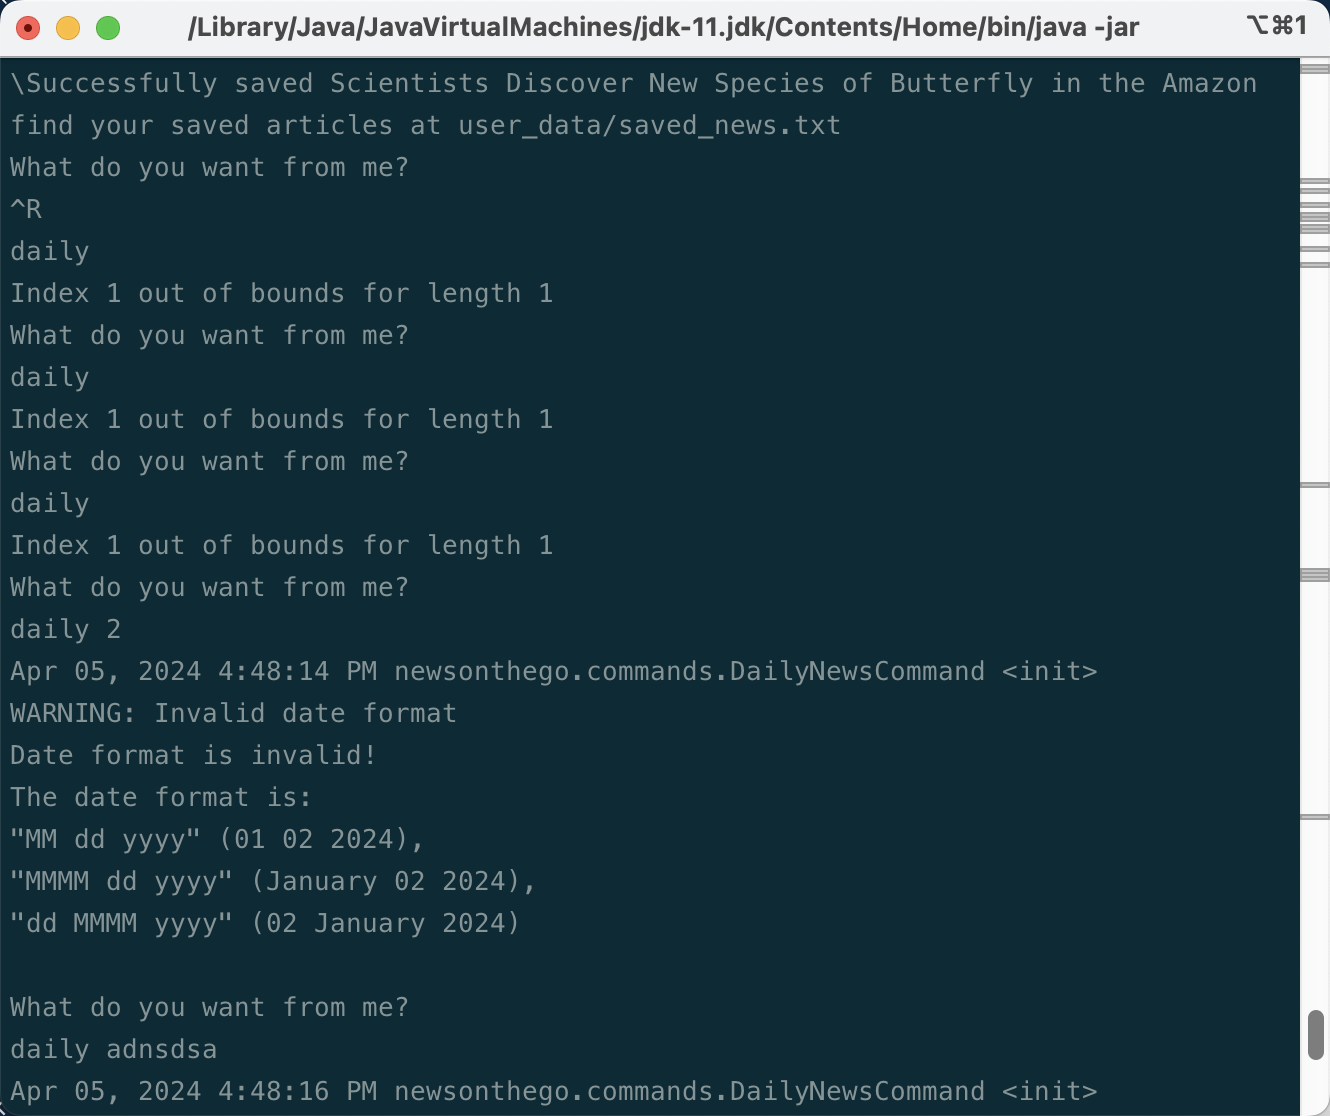 /Library/Java/JavaVirtualMachines/jdk-11.jdk/Contents/Home/bin/java -jar ⌥⌘1
\Successfully saved Scientists Discover New Species of Butterfly in the Amazon
find your saved articles at user_data/saved_news.txt
What do you want from me?
^R
daily
Index 1 out of bounds for length 1
What do you want from me?
daily
Index 1 out of bounds for length 1
What do you want from me?
daily
Index 1 out of bounds for length 1
What do you want from me?
daily 2
Apr 05, 2024 4:48:14 PM newsonthego.commands.DailyNewsCommand <init>
WARNING: Invalid date format
Date format is invalid!
The date format is:
"MM dd yyyy" (01 02 2024),
"MMMM dd yyyy" (January 02 2024),
"dd MMMM yyyy" (02 January 2024)
What do you want from me?
daily adnsdsa
Apr 05, 2024 4:48:16 PM newsonthego.commands.DailyNewsCommand <init>